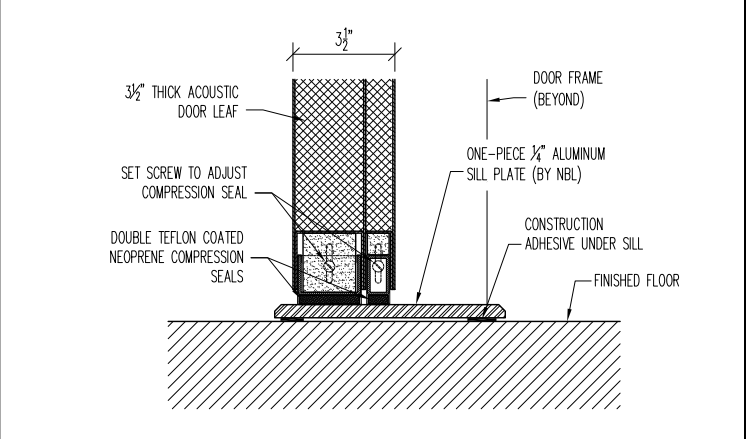 3½"
3½" THICK ACOUSTIC
DOOR LEAF
DOOR FRAME
(BEYOND)
ONE-PIECE ¼" ALUMINUM
SILL PLATE (BY NBL)
SET SCREW TO ADJUST
COMPRESSION SEAL
DOUBLE TEFLON COATED
NEOPRENE COMPRESSION
SEALS
CONSTRUCTION
ADHESIVE UNDER SILL
FINISHED FLOOR